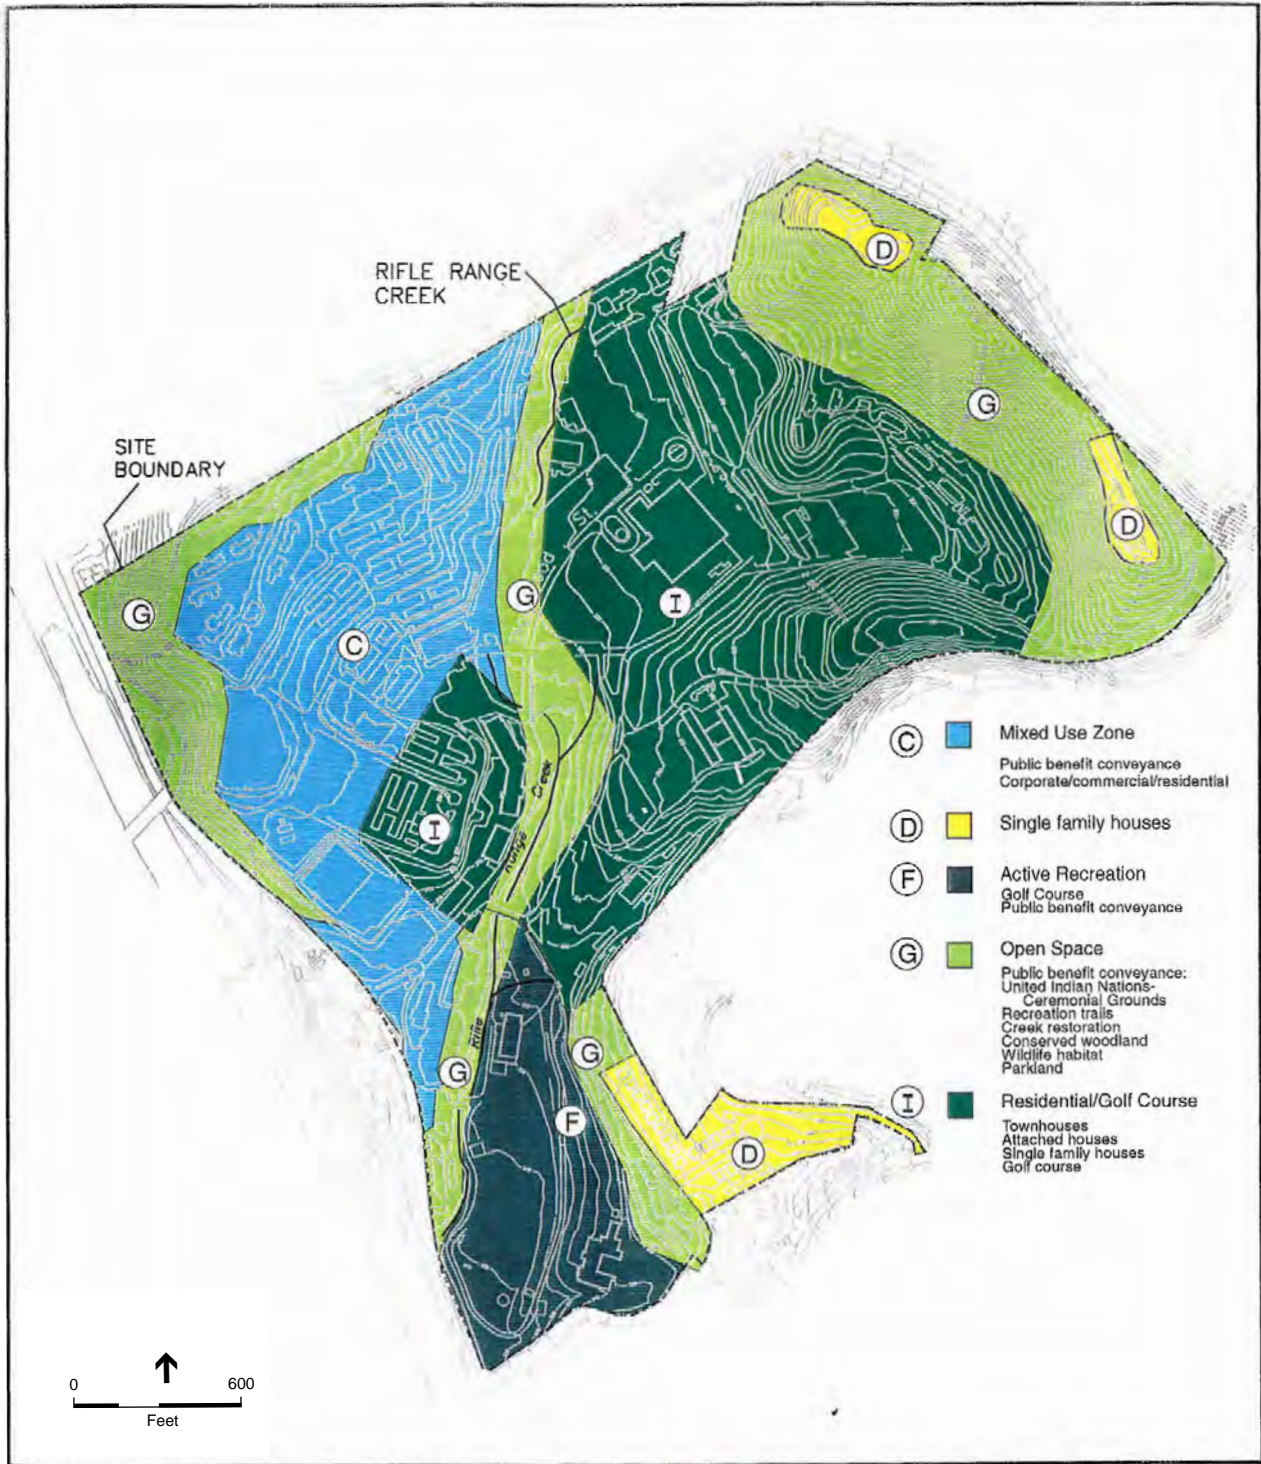 RIFLE RANGE
CREEK
SITE
BOUNDARY
D
G
D
G
G
C
I
I
St.
Creek
Range
Rifle
G
G
F
D
C Mixed Use Zone
Public benefit conveyance
Corporate/commercial/residential
D Single family houses
F Active Recreation
Golf Course
Public benefit conveyance
G Open Space
Public benefit conveyance:
United Indian Nations-
Ceremonial Grounds
Recreation trails
Creek restoration
Conserved woodland
Wildlife habitat
Parkland
I Residential/Golf Course
Townhouses
Attached houses
Single family houses
Golf course
0 600
Feet